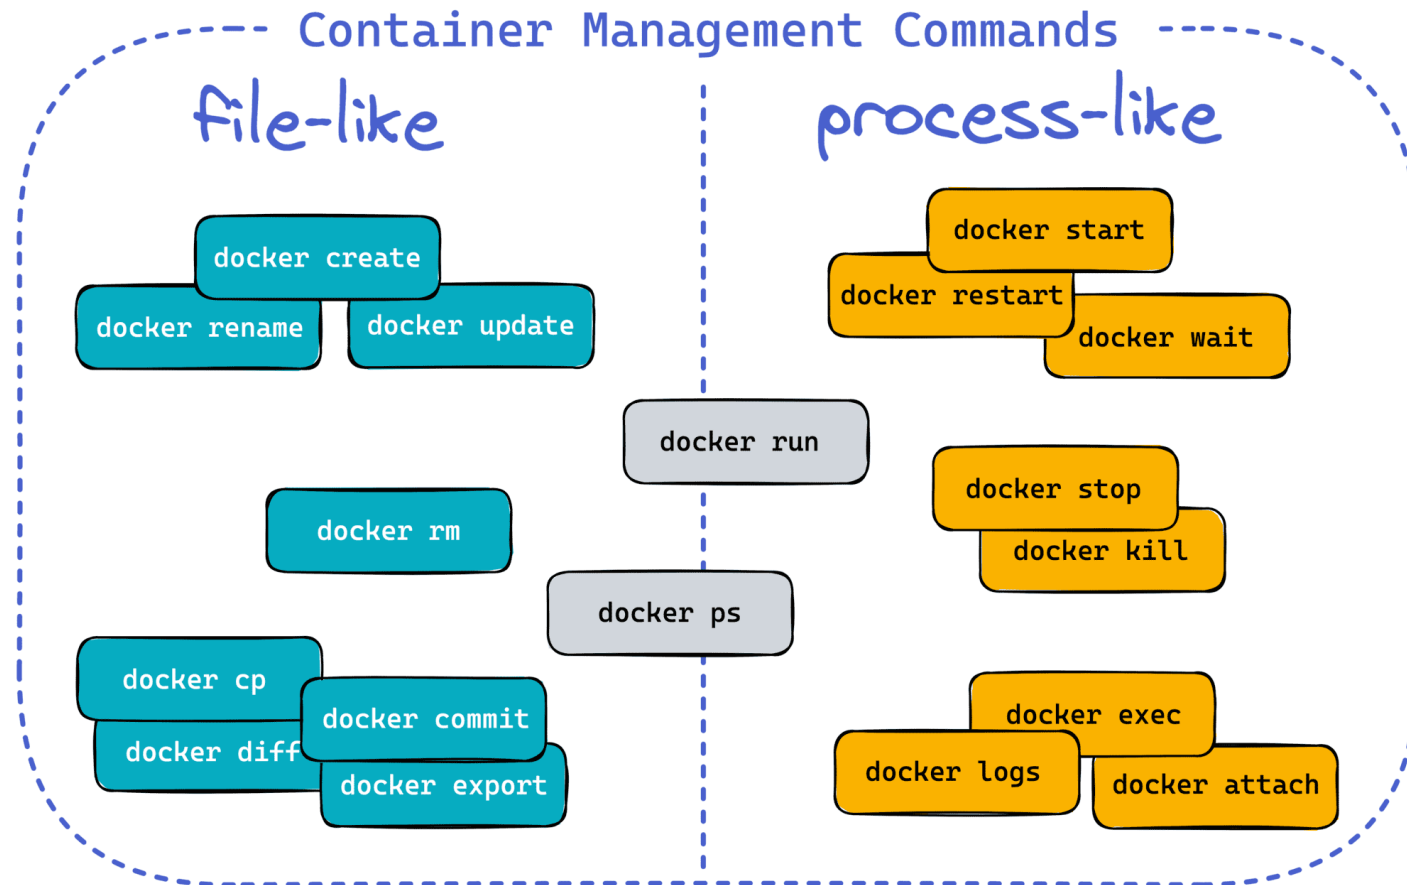 Container Management Commands
file-like
process-like
docker create
docker rename
docker update
docker start
docker restart
docker wait
docker run
docker rm
docker stop
docker kill
docker ps
docker cp
docker diff
docker commit
docker export
docker exec
docker logs
docker attach